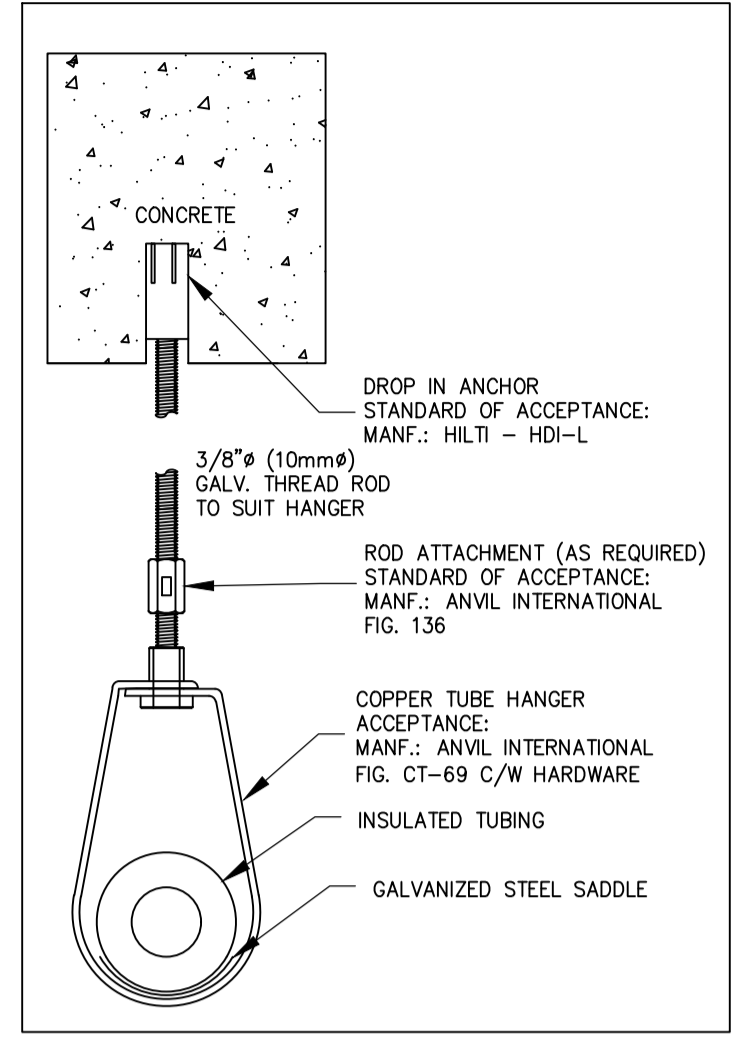 CONCRETE
DROP IN ANCHOR
STANDARD OF ACCEPTANCE:
MANF.: HILTI – HDI–L
3/8"ø (10mmø)
GALV. THREAD ROD
TO SUIT HANGER
ROD ATTACHMENT (AS REQUIRED)
STANDARD OF ACCEPTANCE:
MANF.: ANVIL INTERNATIONAL
FIG. 136
COPPER TUBE HANGER
ACCEPTANCE:
MANF.: ANVIL INTERNATIONAL
FIG. CT–69 C/W HARDWARE
INSULATED TUBING
GALVANIZED STEEL SADDLE